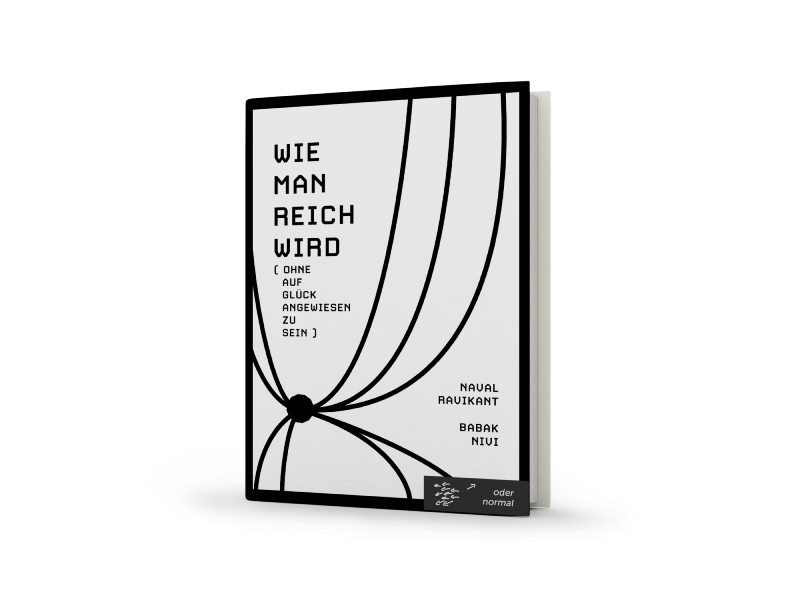 WIE
MAN
REICH
WIRD
( OHNE
AUF
GLÜCK
ANGEWIESEN
ZU
SEIN )
NAVAL
RAVIKANT
BABAK
NIVI
oder
normal